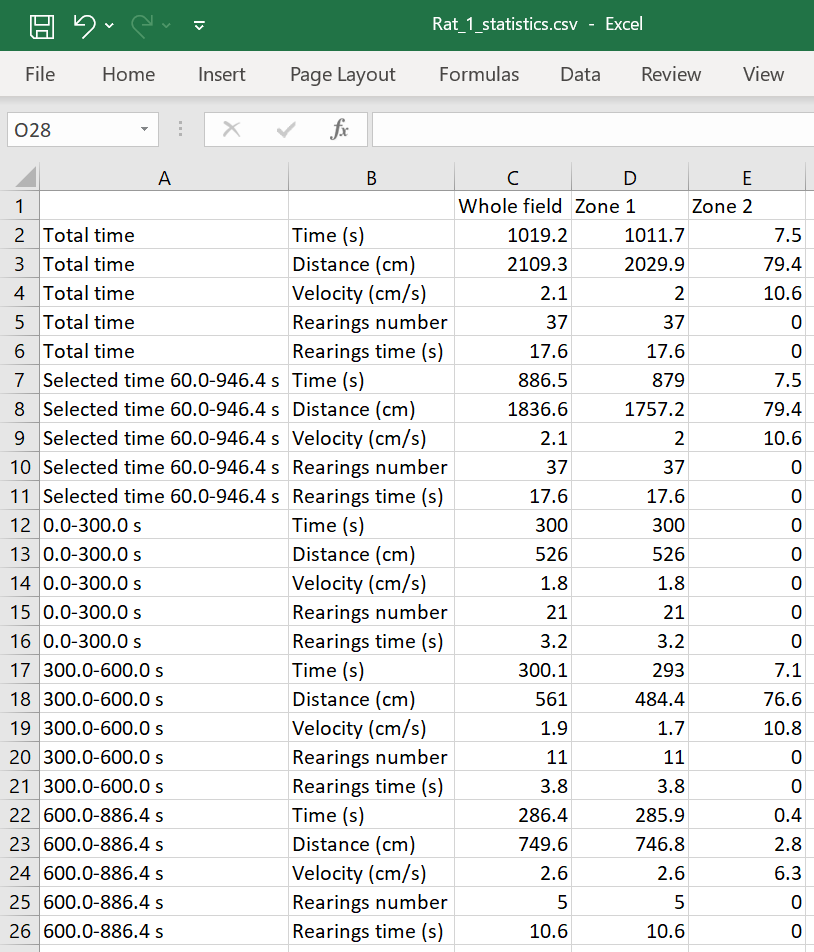 Rat_1_statistics.csv - Excel
File Home Insert Page Layout Formulas Data Review View
O28 fx
A B C D E
1 Whole field Zone 1 Zone 2
2 Total time Time (s) 1019.2 1011.7 7.5
3 Total time Distance (cm) 2109.3 2029.9 79.4
4 Total time Velocity (cm/s) 2.1 2 10.6
5 Total time Rearings number 37 37 0
6 Total time Rearings time (s) 17.6 17.6 0
7 Selected time 60.0-946.4 s Time (s) 886.5 879 7.5
8 Selected time 60.0-946.4 s Distance (cm) 1836.6 1757.2 79.4
9 Selected time 60.0-946.4 s Velocity (cm/s) 2.1 2 10.6
10 Selected time 60.0-946.4 s Rearings number 37 37 0
11 Selected time 60.0-946.4 s Rearings time (s) 17.6 17.6 0
12 0.0-300.0 s Time (s) 300 300 0
13 0.0-300.0 s Distance (cm) 526 526 0
14 0.0-300.0 s Velocity (cm/s) 1.8 1.8 0
15 0.0-300.0 s Rearings number 21 21 0
16 0.0-300.0 s Rearings time (s) 3.2 3.2 0
17 300.0-600.0 s Time (s) 300.1 293 7.1
18 300.0-600.0 s Distance (cm) 561 484.4 76.6
19 300.0-600.0 s Velocity (cm/s) 1.9 1.7 10.8
20 300.0-600.0 s Rearings number 11 11 0
21 300.0-600.0 s Rearings time (s) 3.8 3.8 0
22 600.0-886.4 s Time (s) 286.4 285.9 0.4
23 600.0-886.4 s Distance (cm) 749.6 746.8 2.8
24 600.0-886.4 s Velocity (cm/s) 2.6 2.6 6.3
25 600.0-886.4 s Rearings number 5 5 0
26 600.0-886.4 s Rearings time (s) 10.6 10.6 0